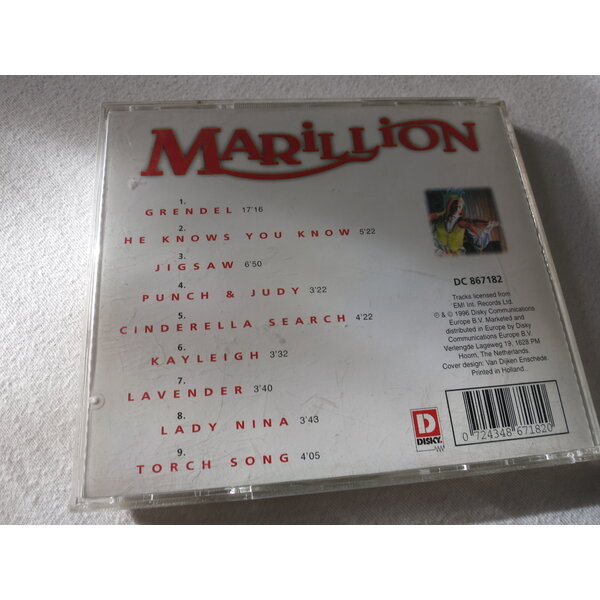 MARILLION
1.
GRENDEL 17'16
2.
HE KNOWS YOU KNOW 5'22
3.
JIGSAW 6'50
4.
PUNCH & JUDY 3'22
5.
CINDERELLA SEARCH 4'22
6.
KAYLEIGH 3'32
7.
LAVENDER 3'40
8.
LADY NINA 3'43
9.
TORCH SONG 4'05
DC 867182
Tracks licensed from
EMI Int. Records Ltd.
℗ & © 1996 Disky Communications
Europe B.V. Marketed and
distributed in Europe by Disky
Communications Europe B.V.
Verlengde Lageweg 19, 1628 PM
Hoorn, The Netherlands.
Cover design: Van Dijken Enschede.
Printed in Holland.
D
DISKY
0 724348 671820